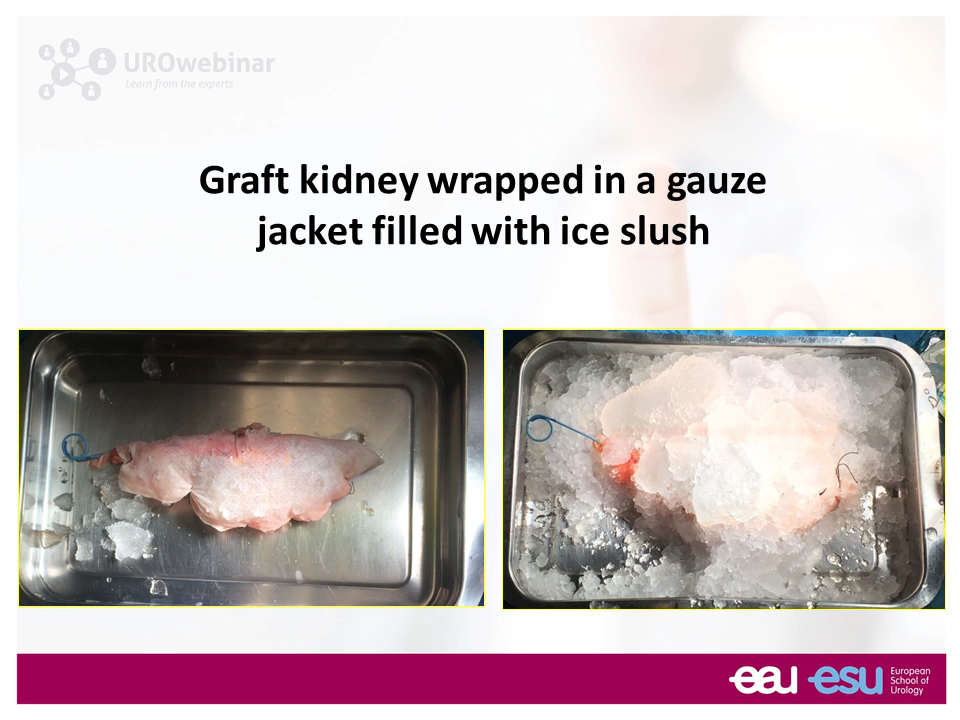 UROwebinar
Learn from the experts
Graft kidney wrapped in a gauze
jacket filled with ice slush
eau esu
European
School of
Urology